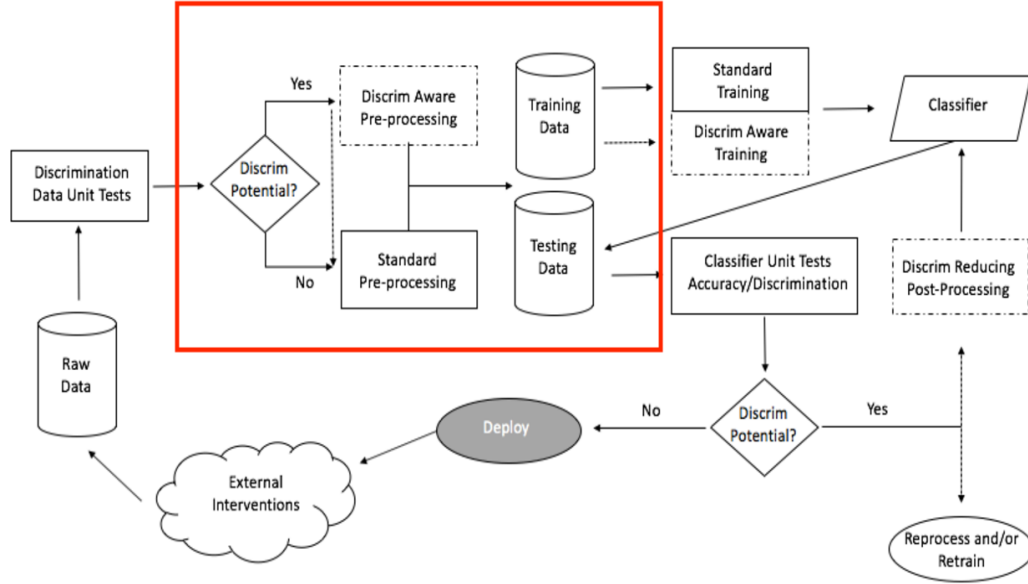 Yes
Discrim Aware
Pre-processing
Training
Data
Standard
Training
Discrim Aware
Training
Classifier
Discrimination
Data Unit Tests
Discrim
Potential?
No
Standard
Pre-processing
Testing
Data
Classifier Unit Tests
Accuracy/Discrimination
Discrim Reducing
Post-Processing
Raw
Data
Deploy
No
Discrim
Potential?
Yes
External
Interventions
Reprocess and/or
Retrain